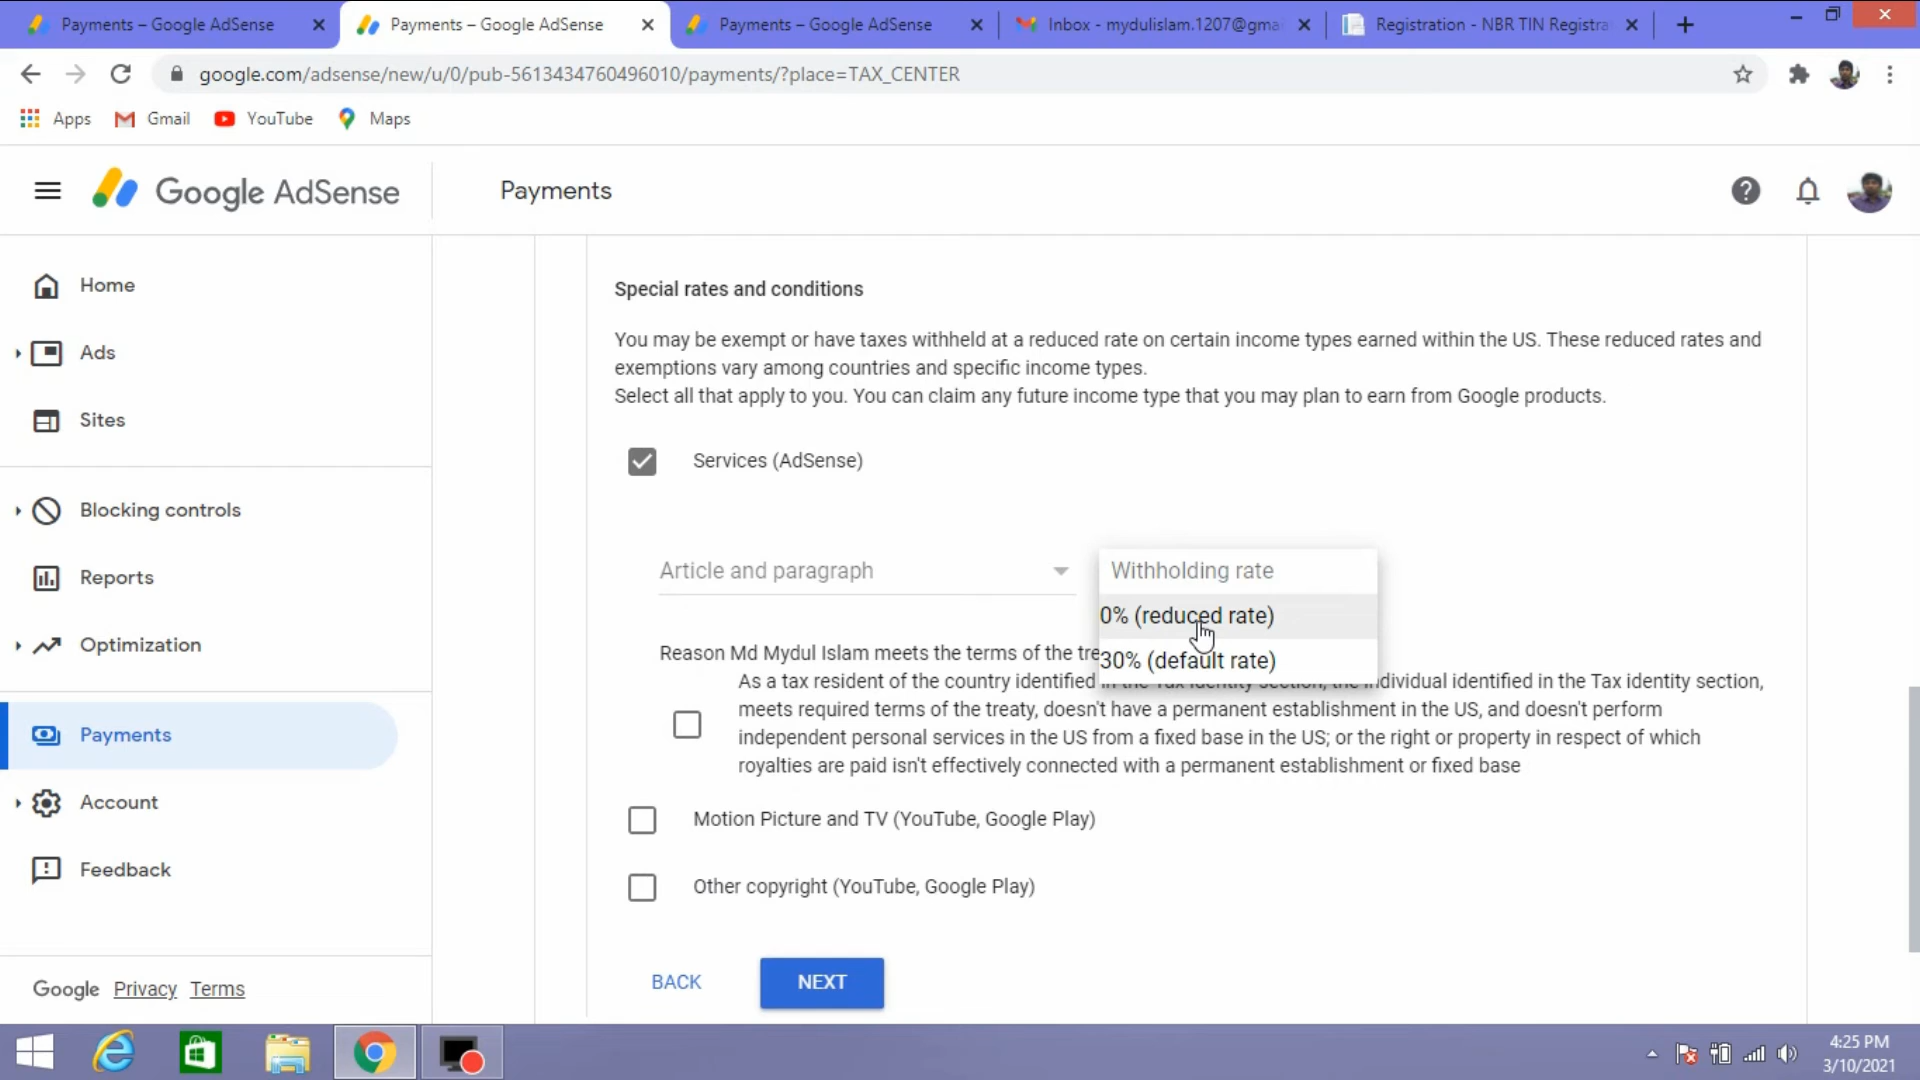 Payments – Google AdSense
Payments – Google AdSense
Payments – Google AdSense
Inbox - mydulislam.1207@gma
Registration - NBR TIN Registra
google.com/adsense/new/u/0/pub-5613434760496010/payments/?place=TAX_CENTER
Apps
Gmail
YouTube
Maps
Google AdSense
Payments
Home
Ads
Sites
Blocking controls
Reports
Optimization
Payments
Account
Feedback
Google Privacy Terms
Special rates and conditions
You may be exempt or have taxes withheld at a reduced rate on certain income types earned within the US. These reduced rates and
exemptions vary among countries and specific income types.
Select all that apply to you. You can claim any future income type that you may plan to earn from Google products.
Services (AdSense)
Article and paragraph
Withholding rate
0% (reduced rate)
30% (default rate)
Reason Md Mydul Islam meets the terms of the tre
As a tax resident of the country identified in the Tax identity section, the individual identified in the Tax identity section,
meets required terms of the treaty, doesn't have a permanent establishment in the US, and doesn't perform
independent personal services in the US from a fixed base in the US; or the right or property in respect of which
royalties are paid isn't effectively connected with a permanent establishment or fixed base
Motion Picture and TV (YouTube, Google Play)
Other copyright (YouTube, Google Play)
BACK
NEXT
4:25 PM
3/10/2021